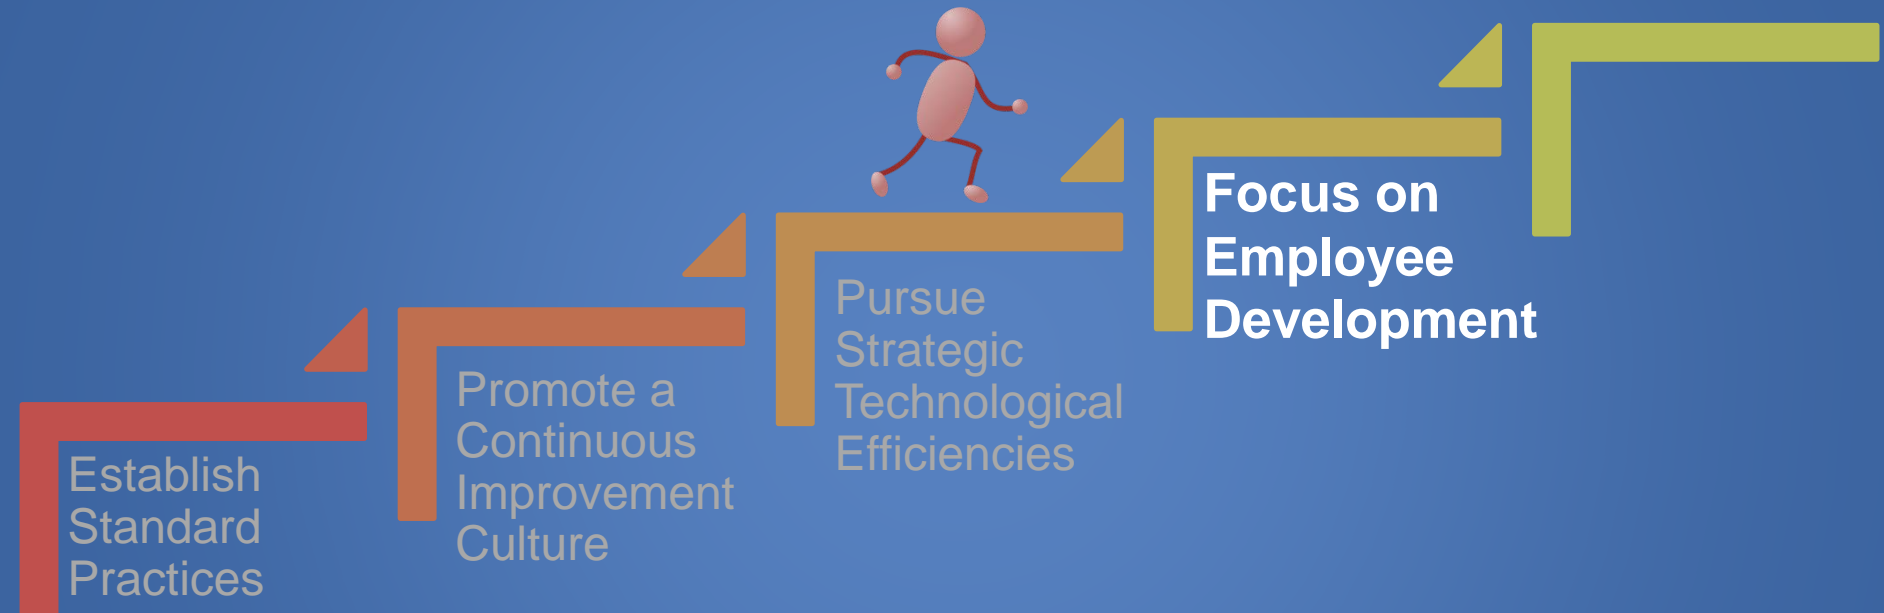 Establish
Standard
Practices
Promote a
Continuous
Improvement
Culture
Pursue
Strategic
Technological
Efficiencies
Focus on
Employee
Development